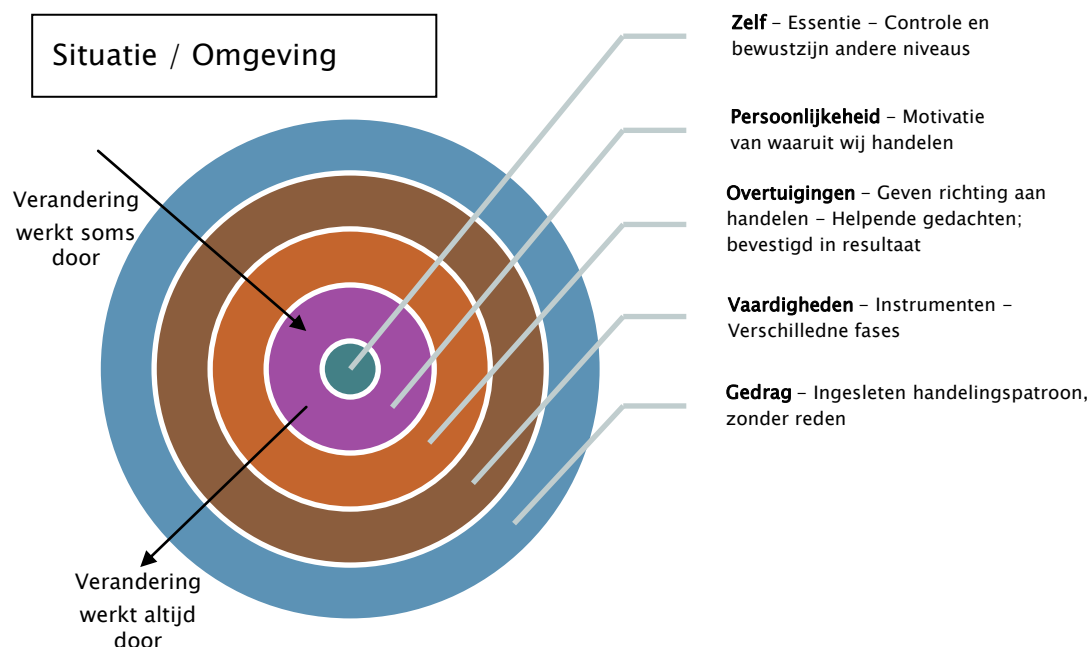 Situatie / Omgeving
Verandering
werkt soms
door
Verandering
werkt altijd
door
Zelf – Essentie – Controle en
bewustzijn andere niveaus
Persoonlijkeheid – Motivatie
van waaruit wij handelen
Overtuigingen – Geven richting aan
handelen – Helpende gedachten;
bevestigd in resultaat
Vaardigheden – Instrumenten –
Verschilledne fases
Gedrag – Ingesleten handelingspatroon,
zonder reden